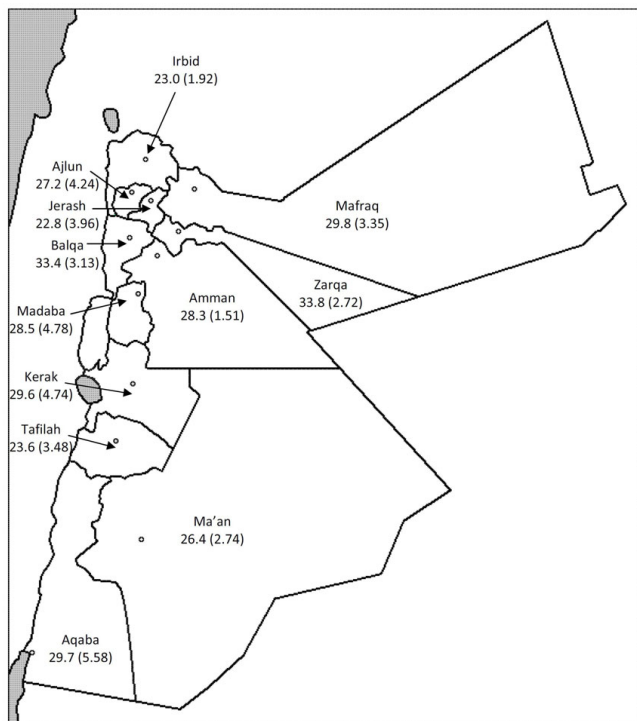 Irbid
23.0 (1.92)
Ajlun
27.2 (4.24)
Jerash
22.8 (3.96)
Balqa
33.4 (3.13)
Mafraq
29.8 (3.35)
Zarqa
33.8 (2.72)
Amman
28.3 (1.51)
Madaba
28.5 (4.78)
Kerak
29.6 (4.74)
Tafilah
23.6 (3.48)
Ma’an
26.4 (2.74)
Aqaba
29.7 (5.58)